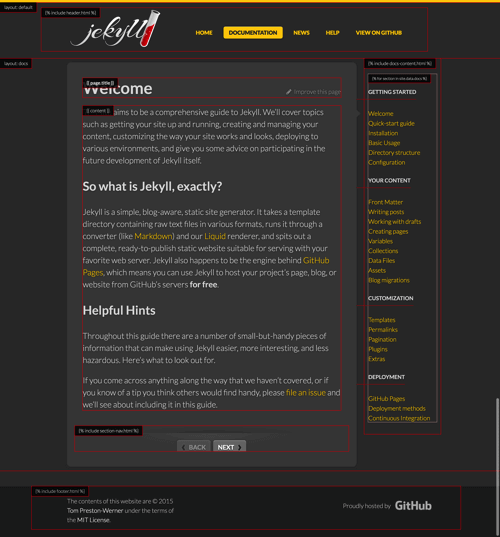 layout: default
{% include header.html %}
jekyll
HOME
DOCUMENTATION
NEWS
HELP
VIEW ON GITHUB
layout: docs
{{ page.title }}
Welcome
Improve this page
{{ content }}
aims to be a comprehensive guide to Jekyll. We'll cover topics
such as getting your site up and running, creating and managing your
content, customizing the way your site works and looks, deploying to
various environments, and give you some advice on participating in the
future development of Jekyll itself.
So what is Jekyll, exactly?
Jekyll is a simple, blog-aware, static site generator. It takes a template
directory containing raw text files in various formats, runs it through a
converter (like Markdown) and our Liquid renderer, and spits out a
complete, ready-to-publish static website suitable for serving with your
favorite web server. Jekyll also happens to be the engine behind GitHub
Pages, which means you can use Jekyll to host your project's page, blog, or
website from GitHub's servers for free.
Helpful Hints
Throughout this guide there are a number of small-but-handy pieces of
information that can make using Jekyll easier, more interesting, and less
hazardous. Here's what to look out for.
If you come across anything along the way that we haven't covered, or if
you know of a tip you think others would find handy, please file an issue and
we'll see about including it in this guide.
{% include section-nav.html %}
BACK
NEXT
{% include docs-content.html %}
{% for section in site.data.docs %}
GETTING STARTED
Welcome
Quick-start guide
Installation
Basic Usage
Directory structure
Configuration
YOUR CONTENT
Front Matter
Writing posts
Working with drafts
Creating pages
Variables
Collections
Data Files
Assets
Blog migrations
CUSTOMIZATION
Templates
Permalinks
Pagination
Plugins
Extras
DEPLOYMENT
GitHub Pages
Deployment methods
Continuous Integration
{% include footer.html %}
The contents of this website are © 2015
Tom Preston-Werner under the terms of
the MIT License.
Proudly hosted by GitHub